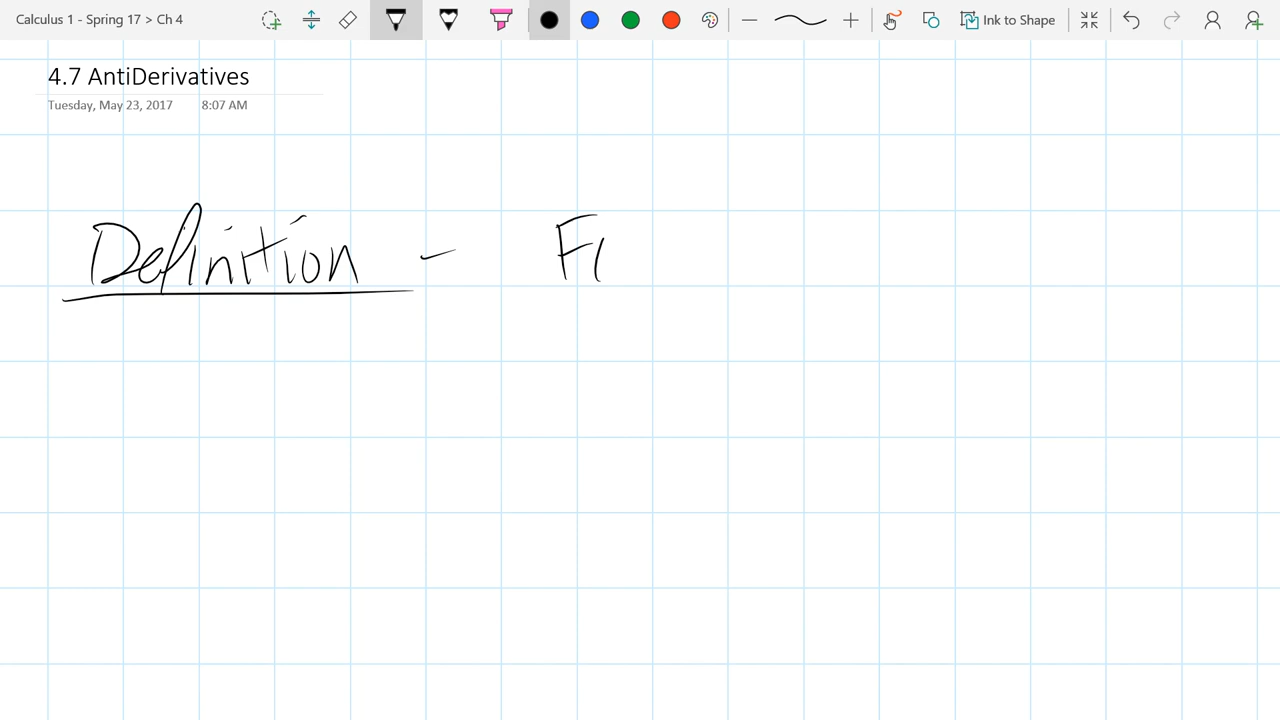 Calculus 1 - Spring 17 > Ch 4
Ink to Shape
4.7 AntiDerivatives
Tuesday, May 23, 2017 8:07 AM
Definition - F(